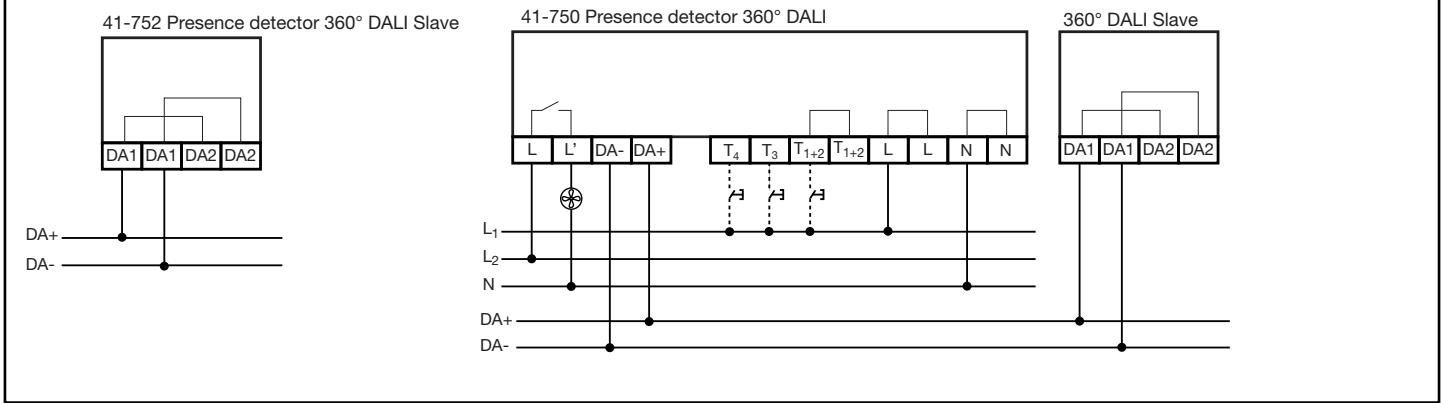 41-752 Presence detector 360° DALI Slave
DA1 DA1 DA2 DA2
DA+
DA-
41-750 Presence detector 360° DALI
L L' DA- DA+ T₄ T₃ T₁₊₂ T₁₊₂ L L N N
L₁
L₂
N
DA+
DA-
360° DALI Slave
DA1 DA1 DA2 DA2